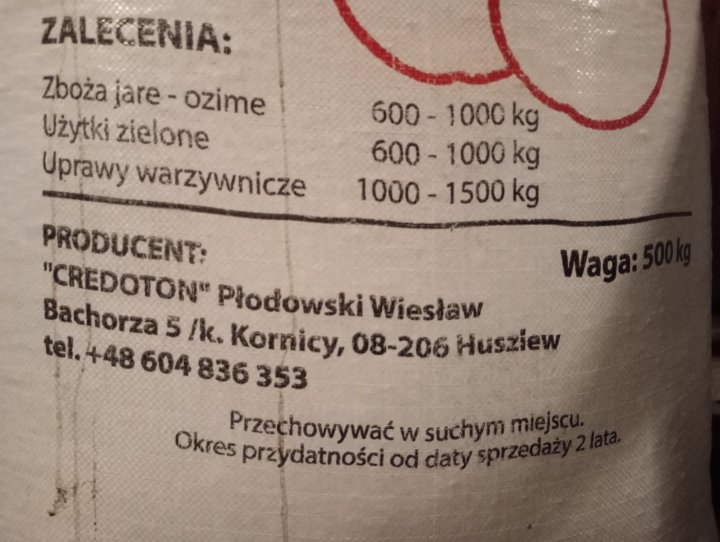 ZALECENIA:
Zboża jare - ozime 600 - 1000 kg
Użytki zielone 600 - 1000 kg
Uprawy warzywnicze 1000 - 1500 kg
PRODUCENT: Waga: 500 kg
"CREDOTON" Płodowski Wiesław
Bachorza 5 /k. Kornicy, 08-206 Husziew
tel. +48 604 836 353
Przechowywać w suchym miejscu.
Okres przydatności od daty sprzedaży 2 lata.